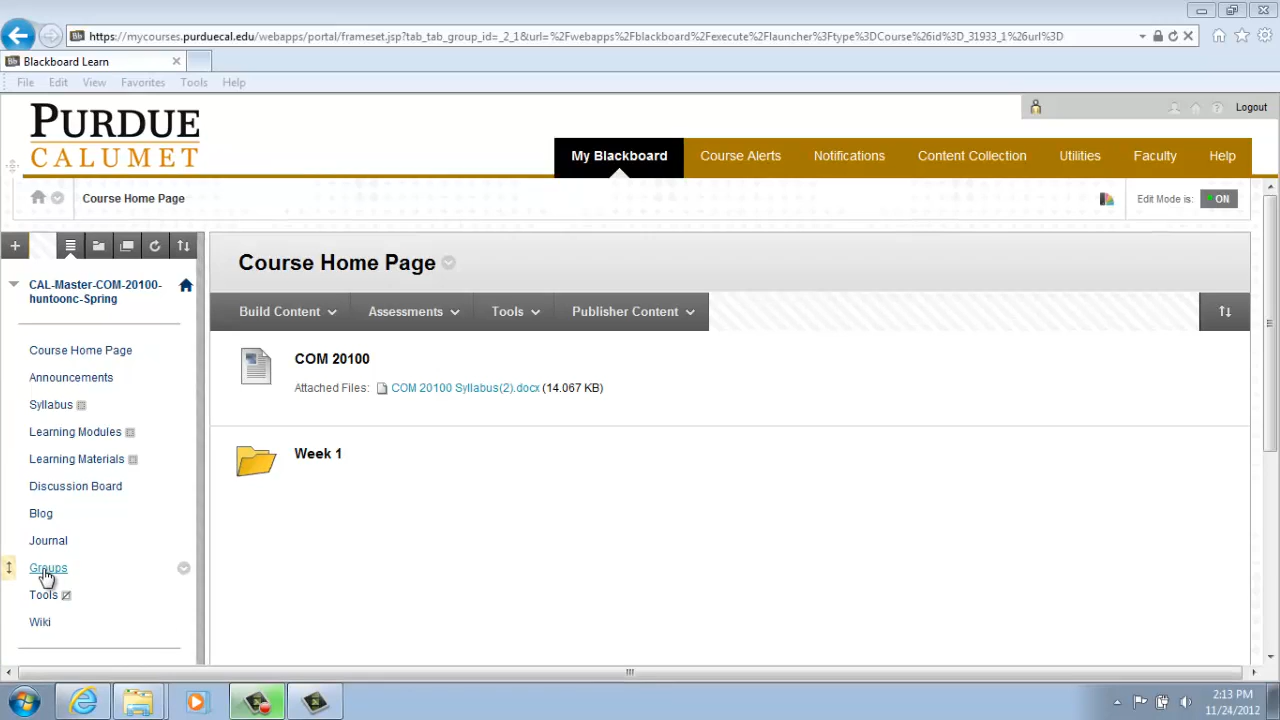 https://mycourses.purduecal.edu/webapps/portal/frameset.jsp?tab_tab_group_id=_2_1&url=%2Fwebapps%2Fblackboard%2Fexecute%2Flauncher%3Ftype%3DCourse%26id%3D_31933_1%26url%3D
Blackboard Learn
File Edit View Favorites Tools Help
PURDUE
CALUMET
Logout
My Blackboard Course Alerts Notifications Content Collection Utilities Faculty Help
Course Home Page
Edit Mode is: ON
CAL-Master-COM-20100-
huntoonc-Spring
Course Home Page
Announcements
Syllabus
Learning Modules
Learning Materials
Discussion Board
Blog
Journal
Groups
Tools
Wiki
Course Home Page
Build Content Assessments Tools Publisher Content
COM 20100
Attached Files: COM 20100 Syllabus(2).docx (14.067 KB)
Week 1
2:13 PM
11/24/2012